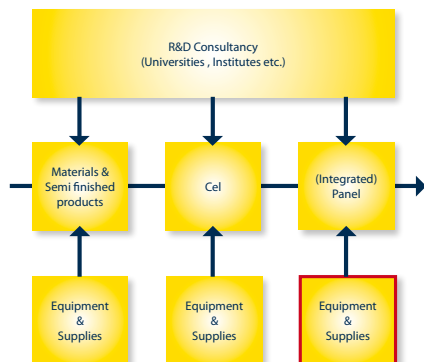 R&D Consultancy
(Universities , Institutes etc.)
Materials &
Semi finished
products
Cel
(Integrated)
Panel
Equipment
&
Supplies
Equipment
&
Supplies
Equipment
&
Supplies